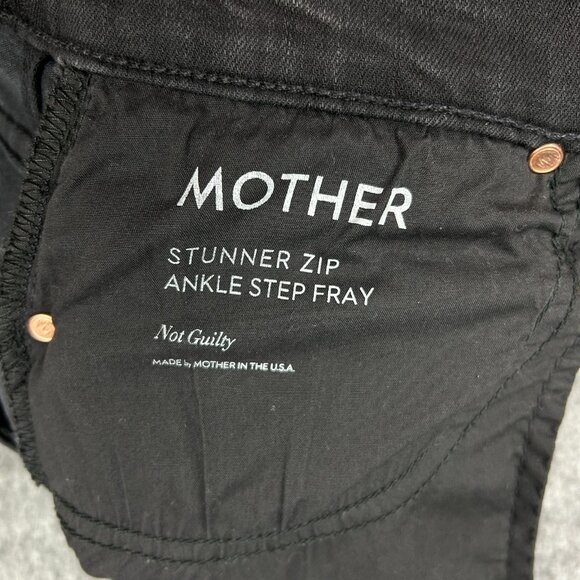 MOTHER
STUNNER ZIP
ANKLE STEP FRAY
Not Guilty
MADE by MOTHER IN THE U.S.A.